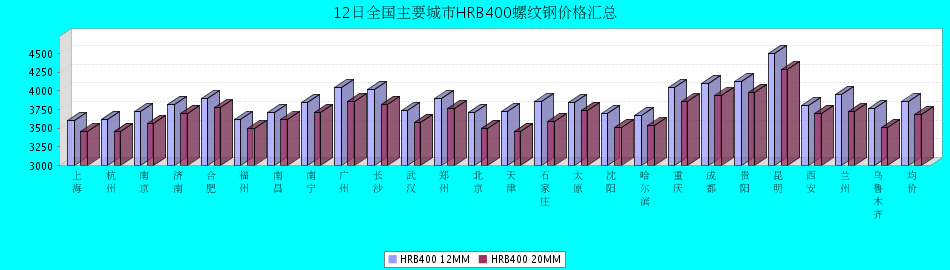 12日全国主要城市HRB400螺纹钢价格汇总
4500
4250
4000
3750
3500
3250
3000
上海 杭州 南京 济南 合肥 福州 南昌 南宁 广州 长沙 武汉 郑州 北京 天津 石家庄 太原 沈阳 哈尔滨 重庆 成都 贵阳 昆明 西安 兰州 乌鲁木齐 均价
HRB400 12MM HRB400 20MM